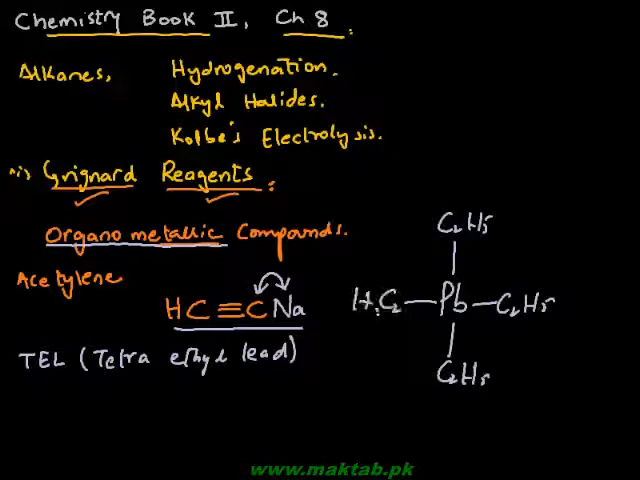 Chemistry Book II, Ch 8
Alkanes, Hydrogenation.
Alkyl Halides.
Kolbe's Electrolysis.
Grignard Reagents :
Organo metallic Compounds.
Acetylene
HC ≡ C Na
TEL (Tetra ethyl lead)
C2H5
H5C2 — Pb — C2H5
C2H5
www.maktab.pk